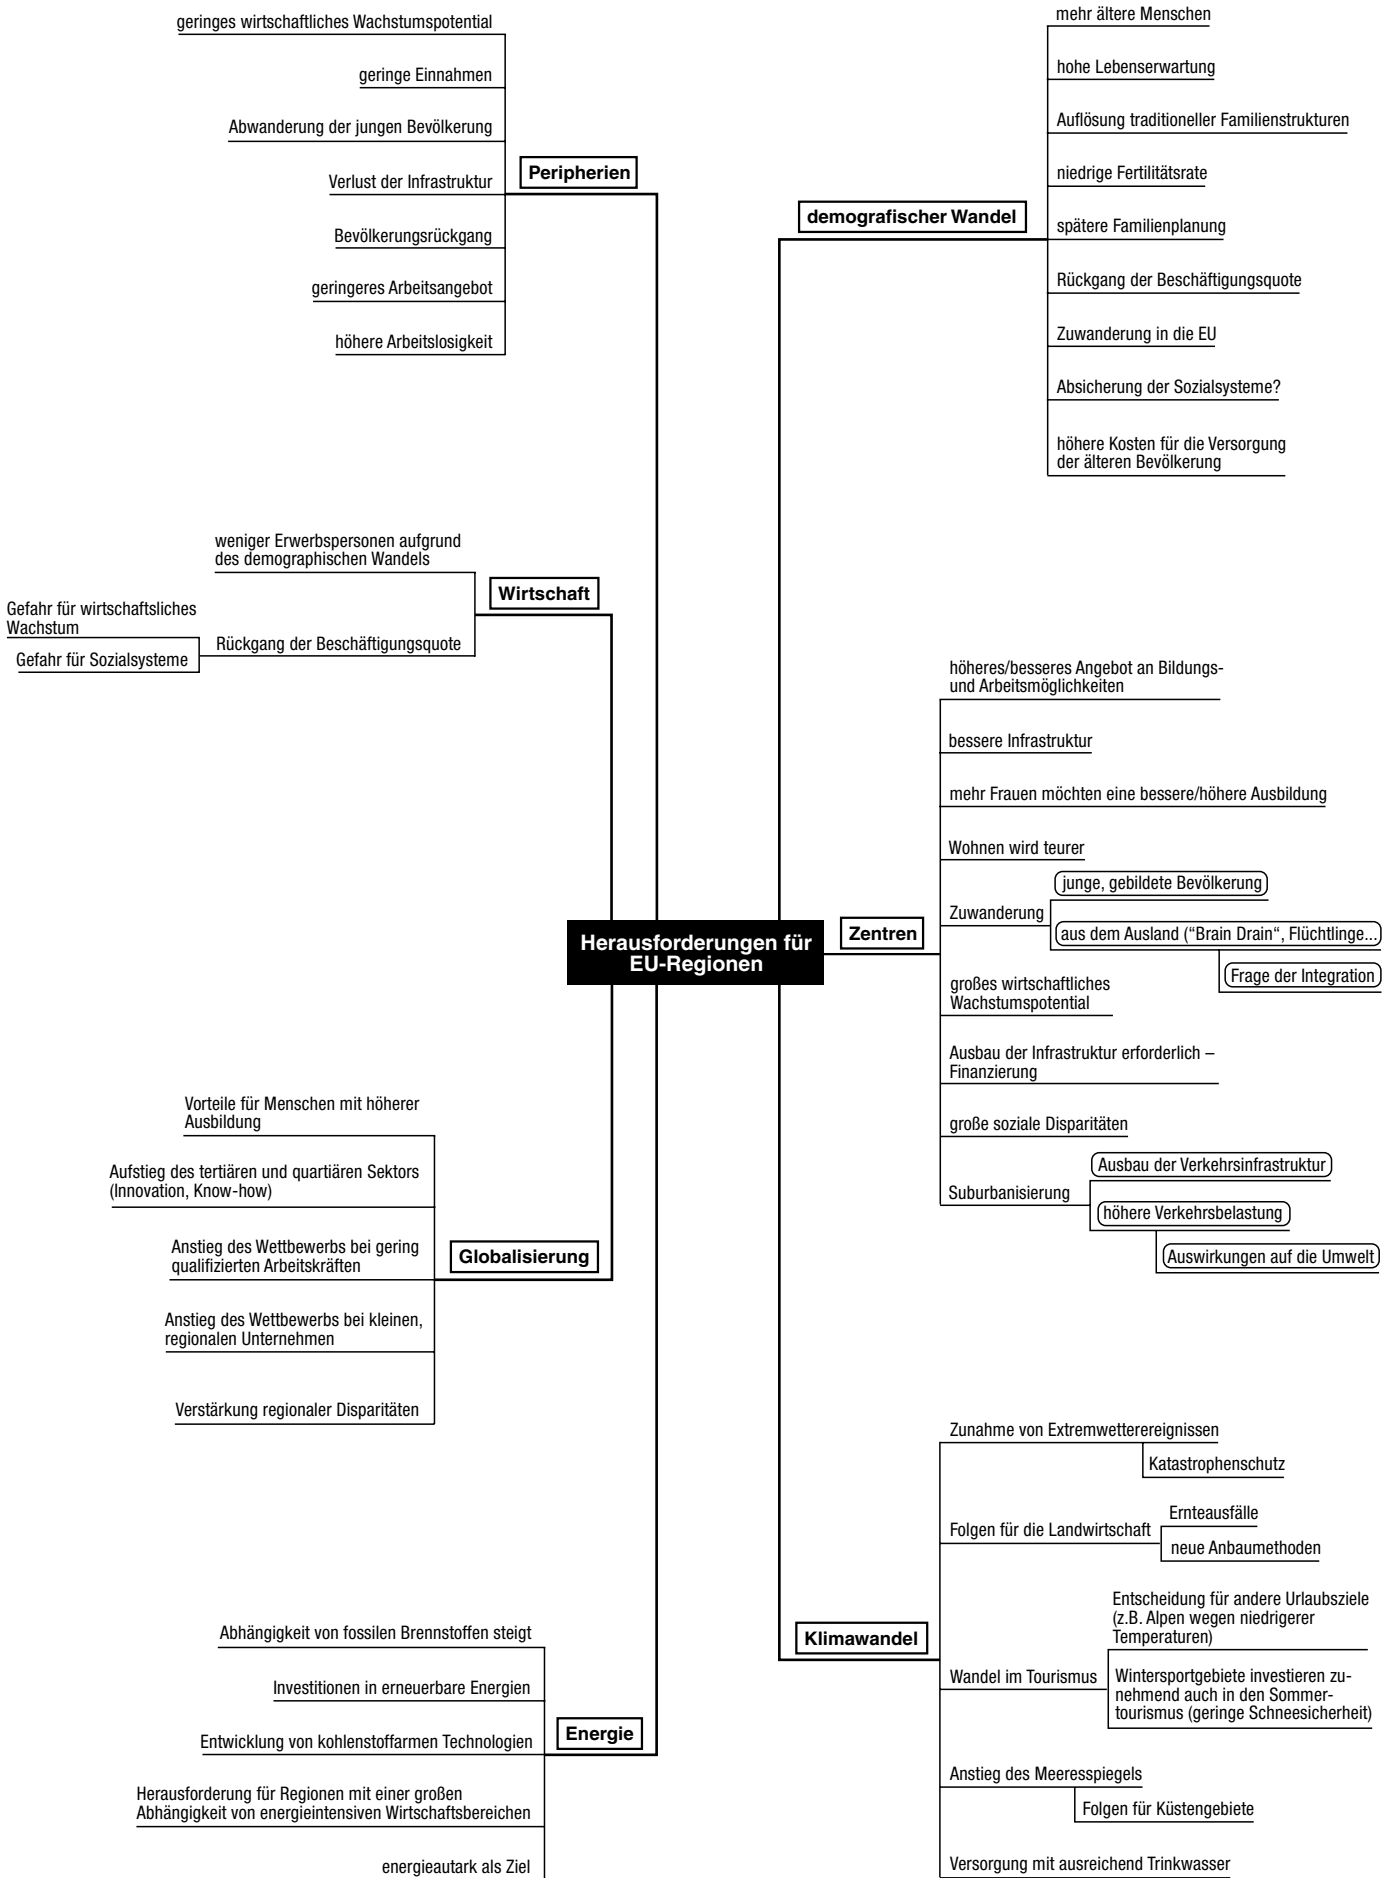 Herausforderungen für
EU-Regionen
Peripherien
geringes wirtschaftliches Wachstumspotential
geringe Einnahmen
Abwanderung der jungen Bevölkerung
Verlust der Infrastruktur
Bevölkerungsrückgang
geringeres Arbeitsangebot
höhere Arbeitslosigkeit
Wirtschaft
weniger Erwerbspersonen aufgrund
des demographischen Wandels
Rückgang der Beschäftigungsquote
Gefahr für wirtschaftsliches
Wachstum
Gefahr für Sozialsysteme
Globalisierung
Vorteile für Menschen mit höherer
Ausbildung
Aufstieg des tertiären und quartiären Sektors
(Innovation, Know-how)
Anstieg des Wettbewerbs bei gering
qualifizierten Arbeitskräften
Anstieg des Wettbewerbs bei kleinen,
regionalen Unternehmen
Verstärkung regionaler Disparitäten
Energie
Abhängigkeit von fossilen Brennstoffen steigt
Investitionen in erneuerbare Energien
Entwicklung von kohlenstoffarmen Technologien
Herausforderung für Regionen mit einer großen
Abhängigkeit von energieintensiven Wirtschaftsbereichen
energieautark als Ziel
demografischer Wandel
mehr ältere Menschen
hohe Lebenserwartung
Auflösung traditioneller Familienstrukturen
niedrige Fertilitätsrate
spätere Familienplanung
Rückgang der Beschäftigungsquote
Zuwanderung in die EU
Absicherung der Sozialsysteme?
höhere Kosten für die Versorgung
der älteren Bevölkerung
Zentren
höheres/besseres Angebot an Bildungs-
und Arbeitsmöglichkeiten
bessere Infrastruktur
mehr Frauen möchten eine bessere/höhere Ausbildung
Wohnen wird teurer
Zuwanderung
junge, gebildete Bevölkerung
aus dem Ausland (“Brain Drain“, Flüchtlinge...
Frage der Integration
großes wirtschaftliches
Wachstumspotential
Ausbau der Infrastruktur erforderlich –
Finanzierung
große soziale Disparitäten
Suburbanisierung
Ausbau der Verkehrsinfrastruktur
höhere Verkehrsbelastung
Auswirkungen auf die Umwelt
Klimawandel
Zunahme von Extremwetterereignissen
Katastrophenschutz
Folgen für die Landwirtschaft
Ernteausfälle
neue Anbaumethoden
Wandel im Tourismus
Entscheidung für andere Urlaubsziele
(z.B. Alpen wegen niedrigerer
Temperaturen)
Wintersportgebiete investieren zu-
nehmend auch in den Sommer-
tourismus (geringe Schneesicherheit)
Anstieg des Meeresspiegels
Folgen für Küstengebiete
Versorgung mit ausreichend Trinkwasser